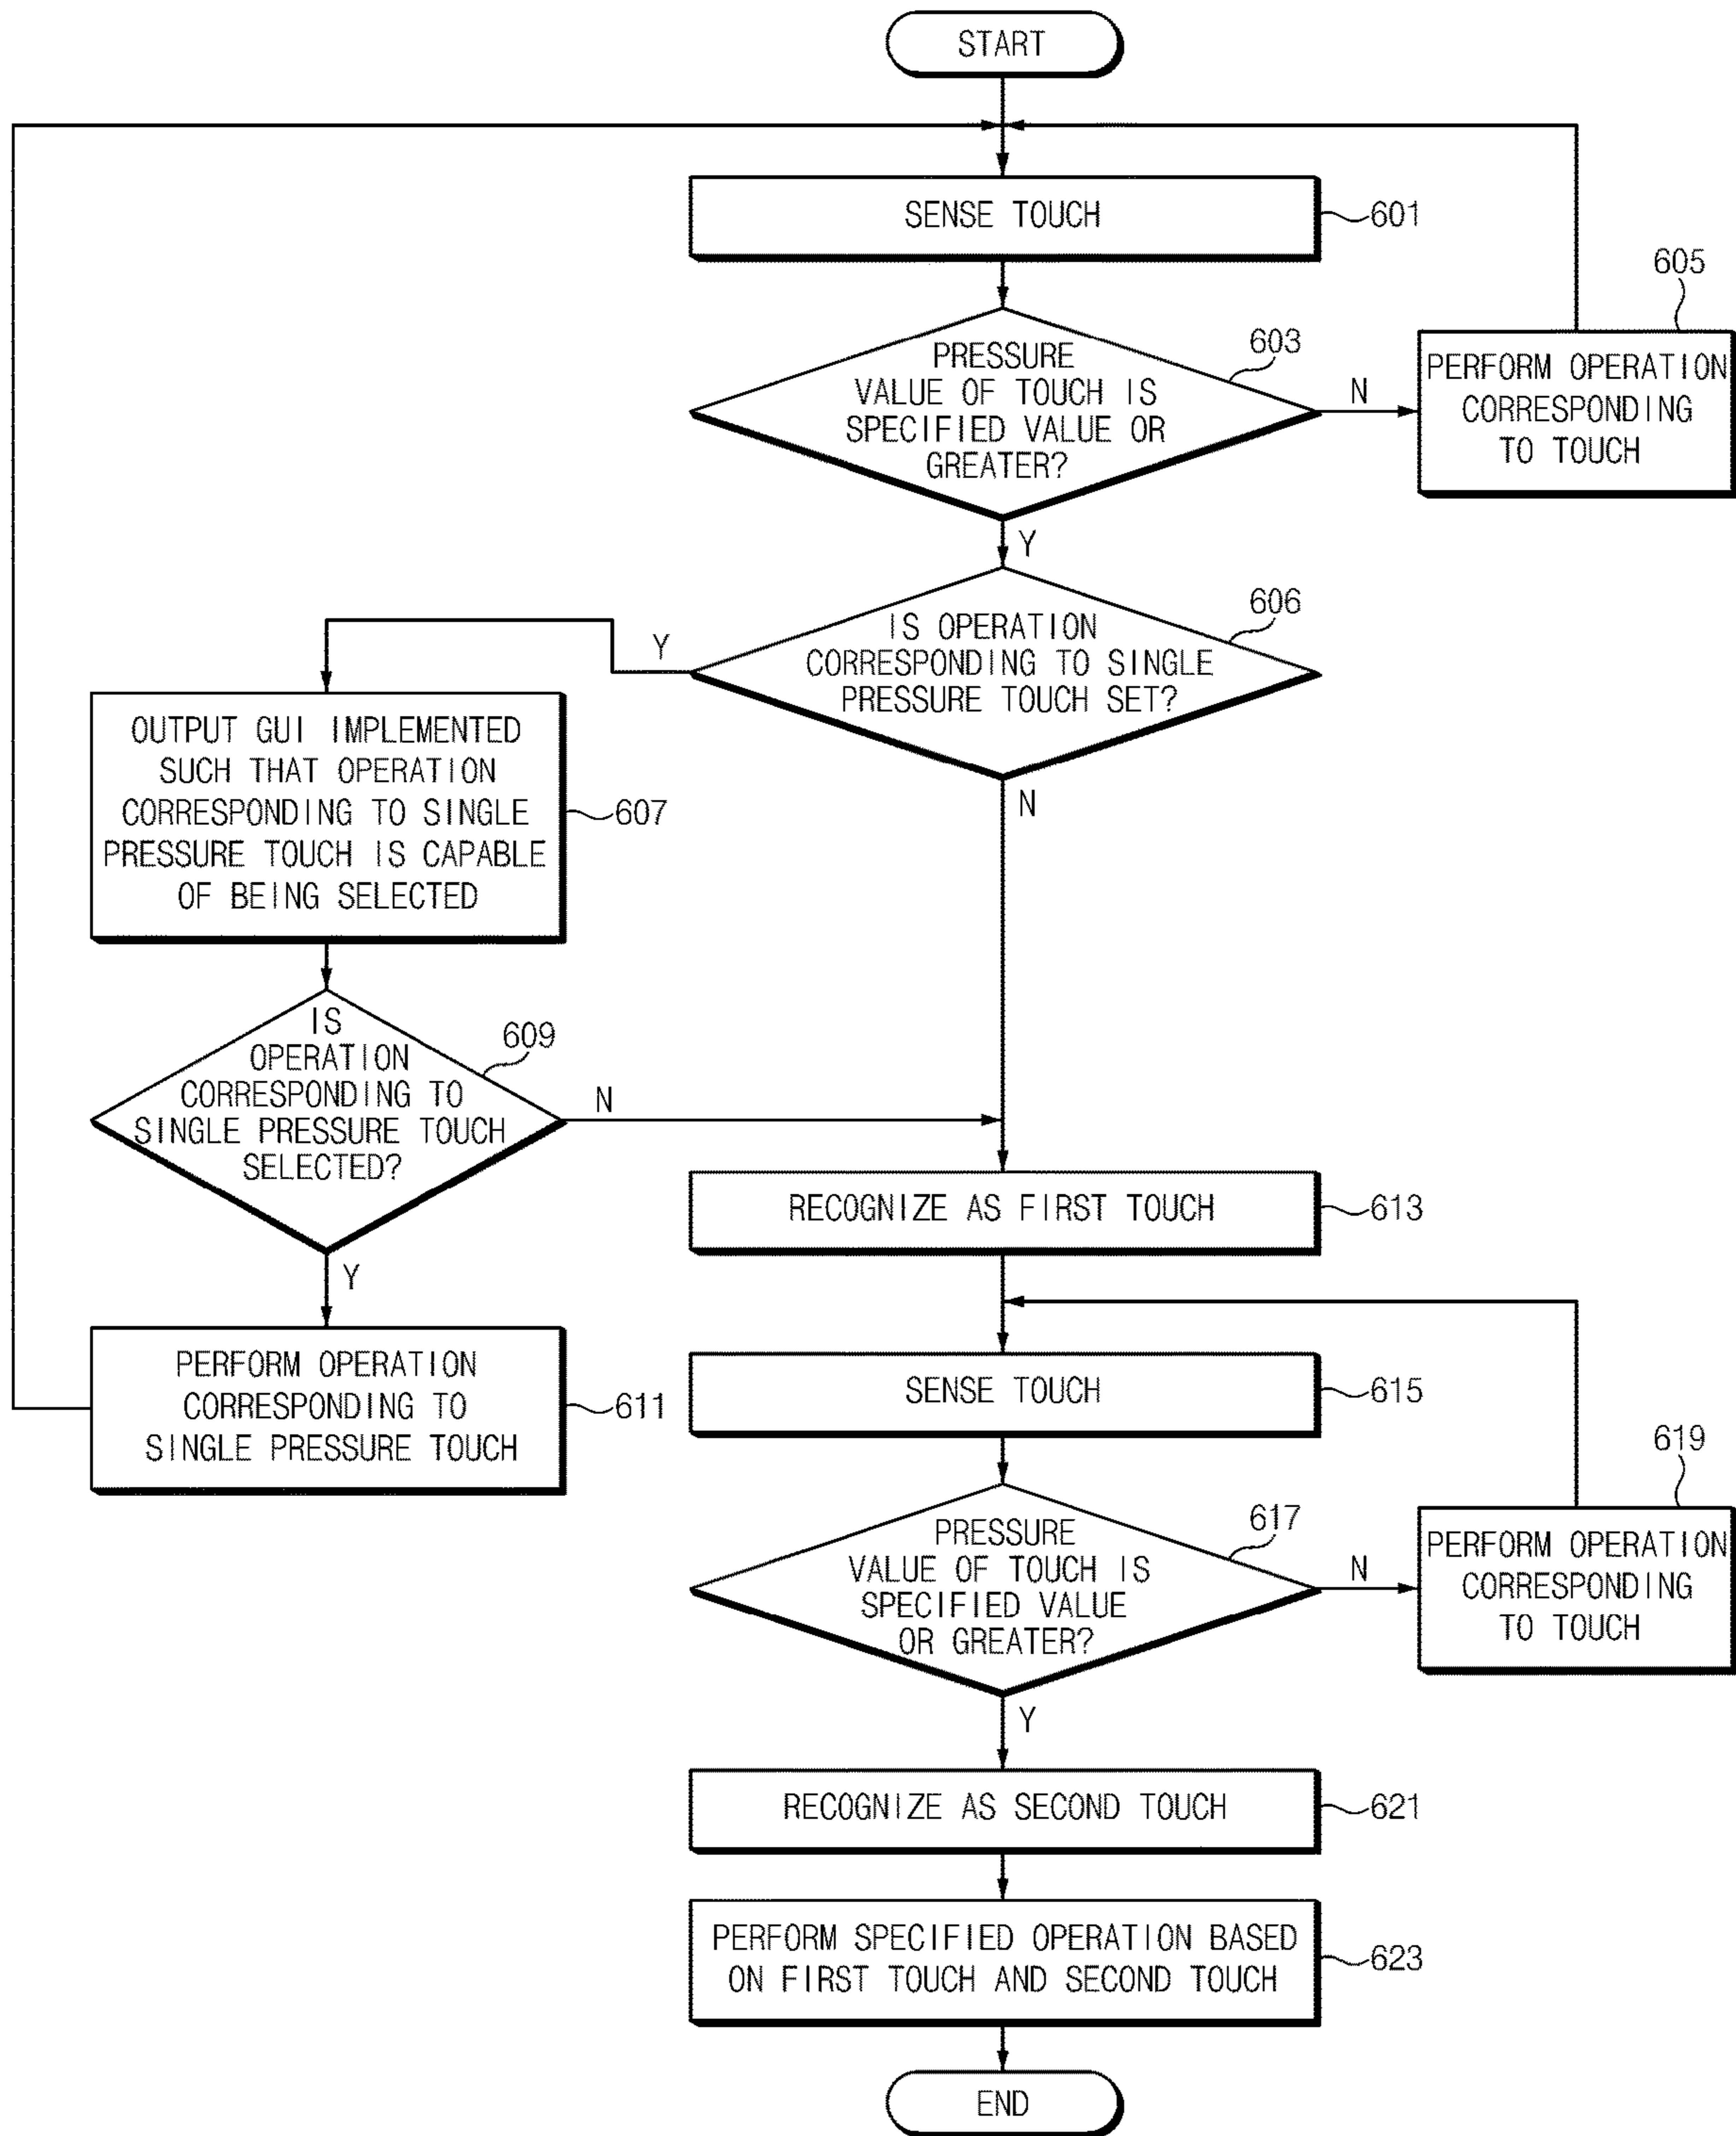 START
SENSE TOUCH
601
605
PRESSURE
VALUE OF TOUCH IS
SPECIFIED VALUE OR
GREATER?
603
N
PERFORM OPERATION
CORRESPONDING
TO TOUCH
Y
IS OPERATION
CORRESPONDING TO SINGLE
PRESSURE TOUCH SET?
606
Y
N
OUTPUT GUI IMPLEMENTED
SUCH THAT OPERATION
CORRESPONDING TO SINGLE
PRESSURE TOUCH IS CAPABLE
OF BEING SELECTED
607
IS
OPERATION
CORRESPONDING TO
SINGLE PRESSURE TOUCH
SELECTED?
609
N
Y
PERFORM OPERATION
CORRESPONDING TO
SINGLE PRESSURE TOUCH
611
RECOGNIZE AS FIRST TOUCH
613
SENSE TOUCH
615
PRESSURE
VALUE OF TOUCH IS
SPECIFIED VALUE
OR GREATER?
617
N
619
PERFORM OPERATION
CORRESPONDING
TO TOUCH
Y
RECOGNIZE AS SECOND TOUCH
621
PERFORM SPECIFIED OPERATION BASED
ON FIRST TOUCH AND SECOND TOUCH
623
END